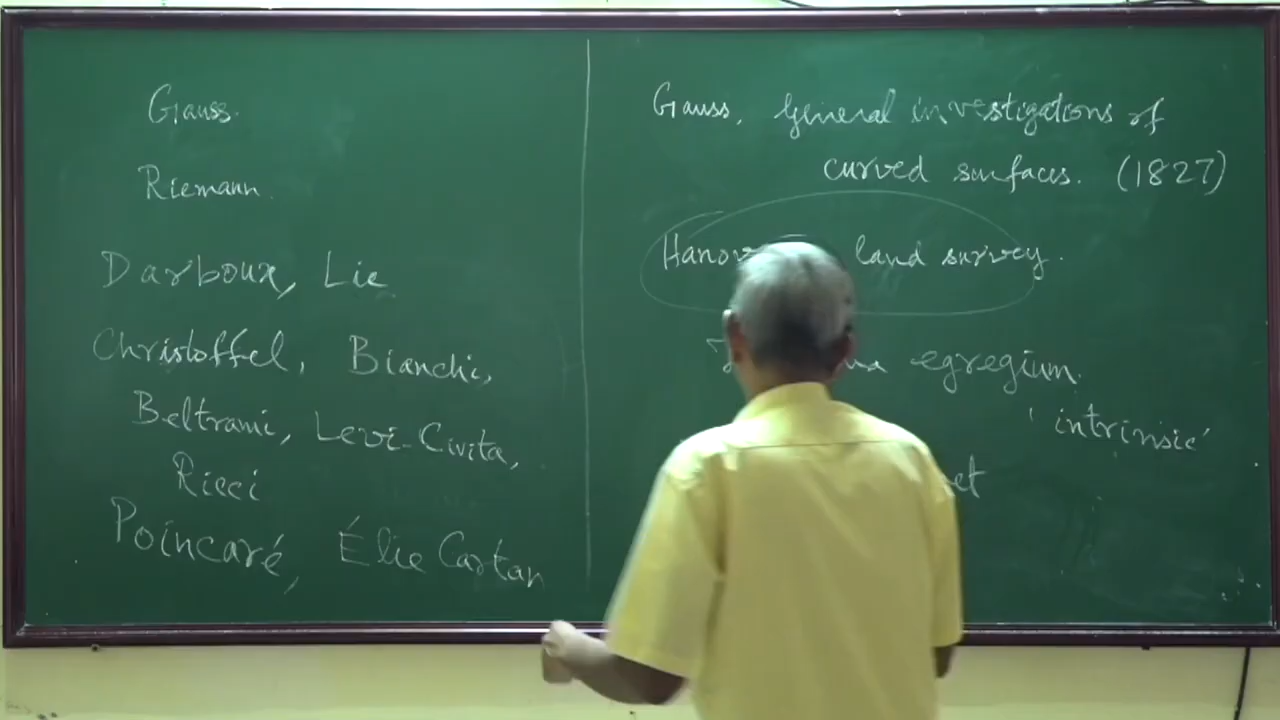 Gauss.
Riemann.
Darboux, Lie
Christoffel, Bianchi,
Beltrami, Levi-Civita,
Ricci
Poincaré, Élie Cartan
Gauss, General investigations of
curved surfaces. (1827)
land survey.
egregium.
'intrinsic'